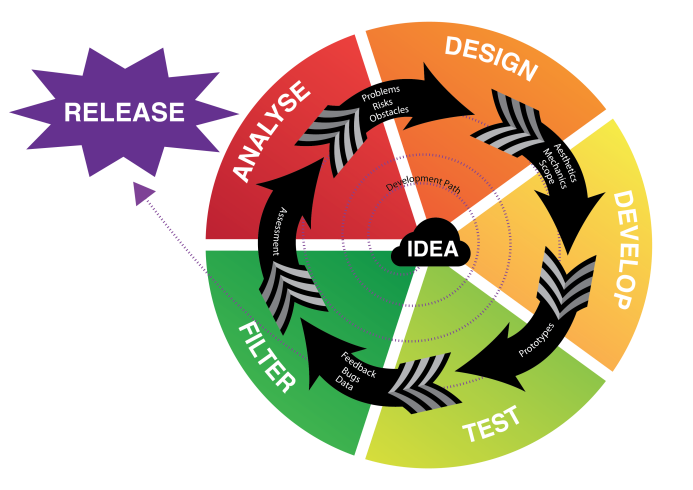 RELEASE
ANALYSE
DESIGN
DEVELOP
TEST
FILTER
Problems
Risks
Obstacles
Aesthetics
Mechanics
Scope
Prototypes
Feedback
Bugs
Data
Assessment
Development Path
IDEA